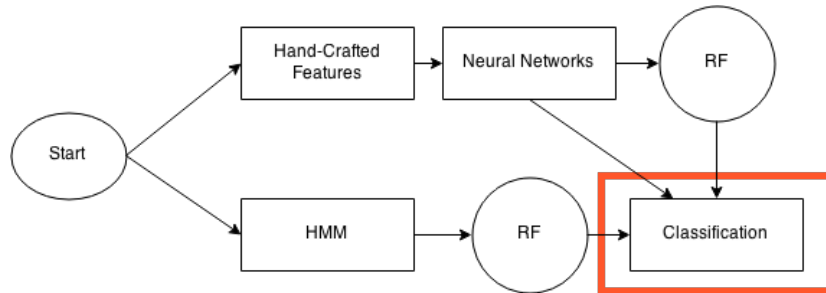 Hand-Crafted
Features
Neural Networks
RF
Start
HMM
RF
Classification